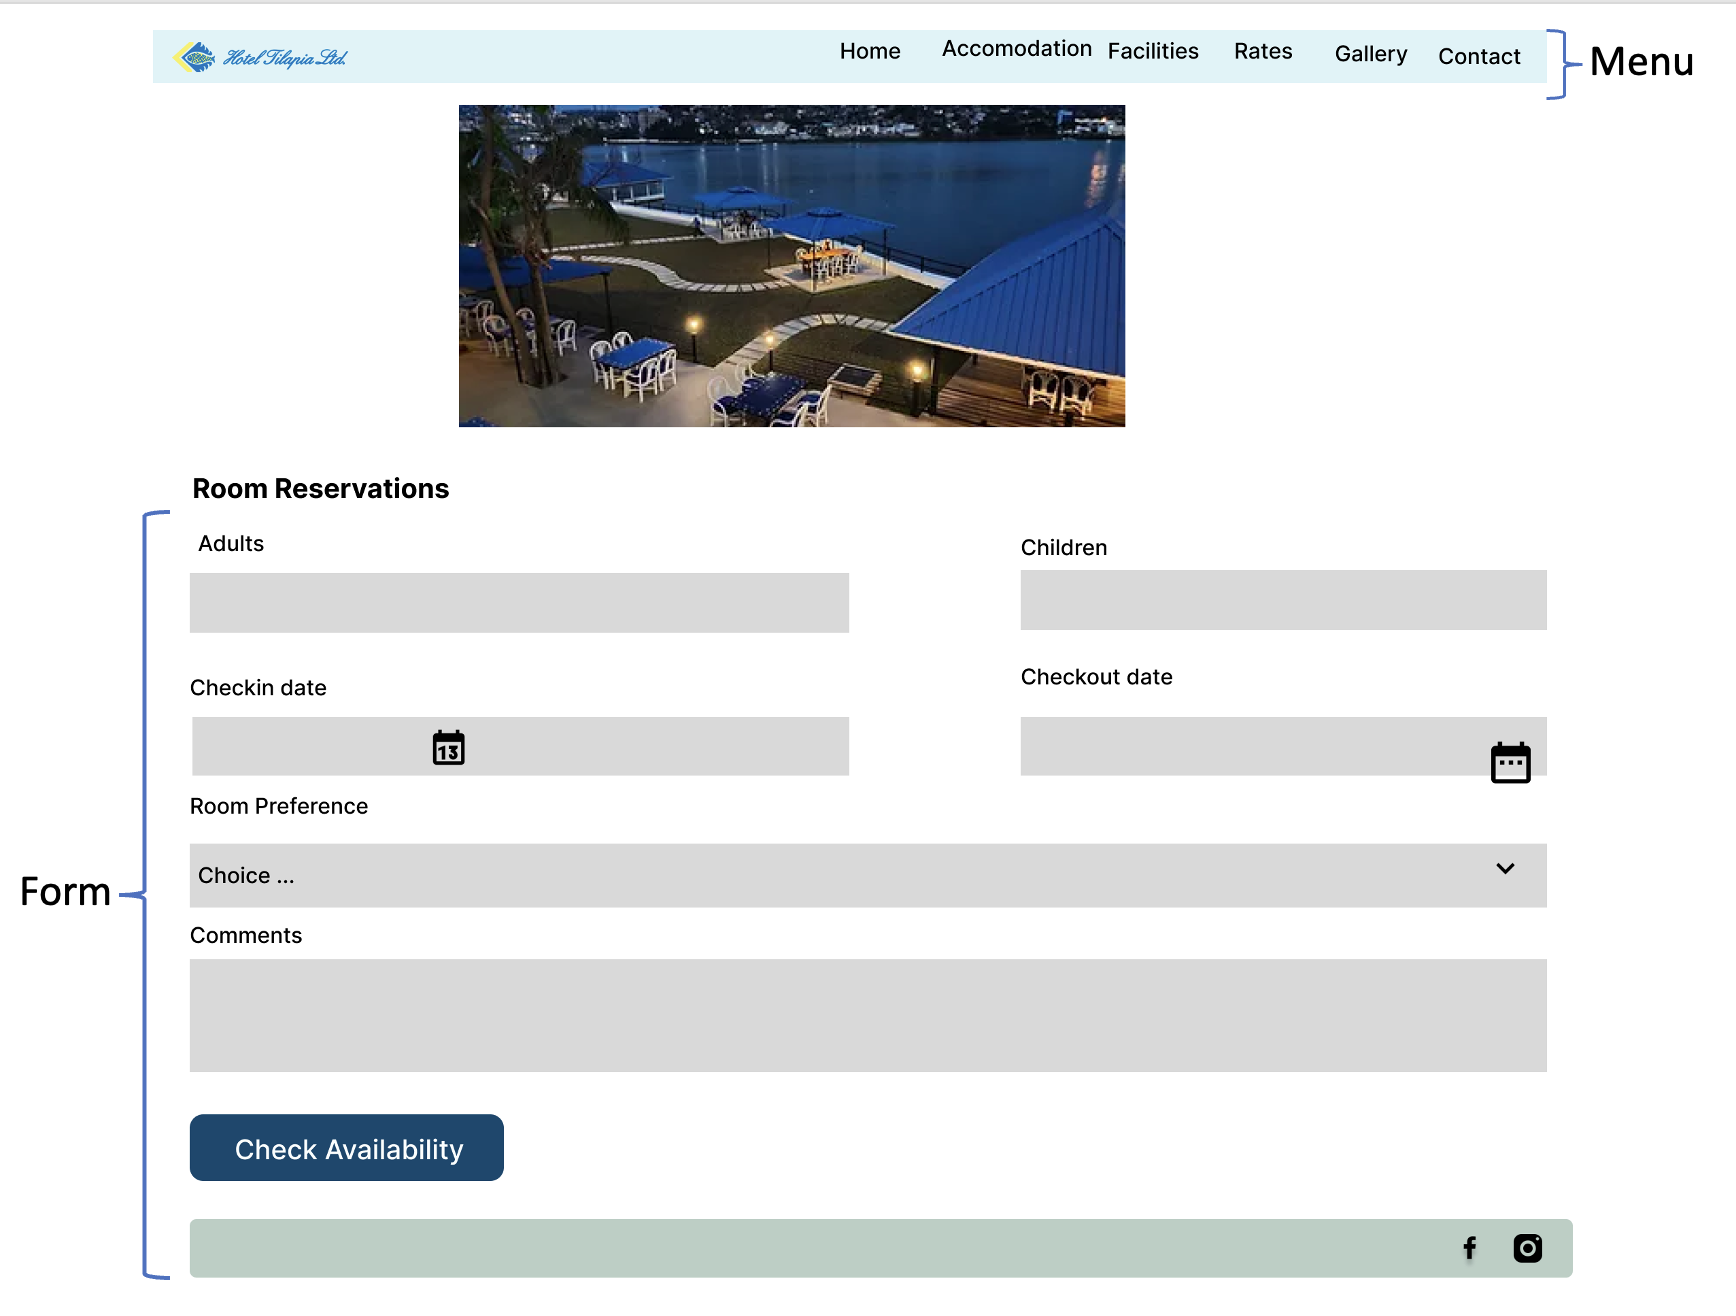 Hotel Tilapia Ltd. Home Accomodation Facilities Rates Gallery Contact
Menu
Room Reservations
Adults Children
Checkin date Checkout date
13
Room Preference
Choice ...
Form
Comments
Check Availability